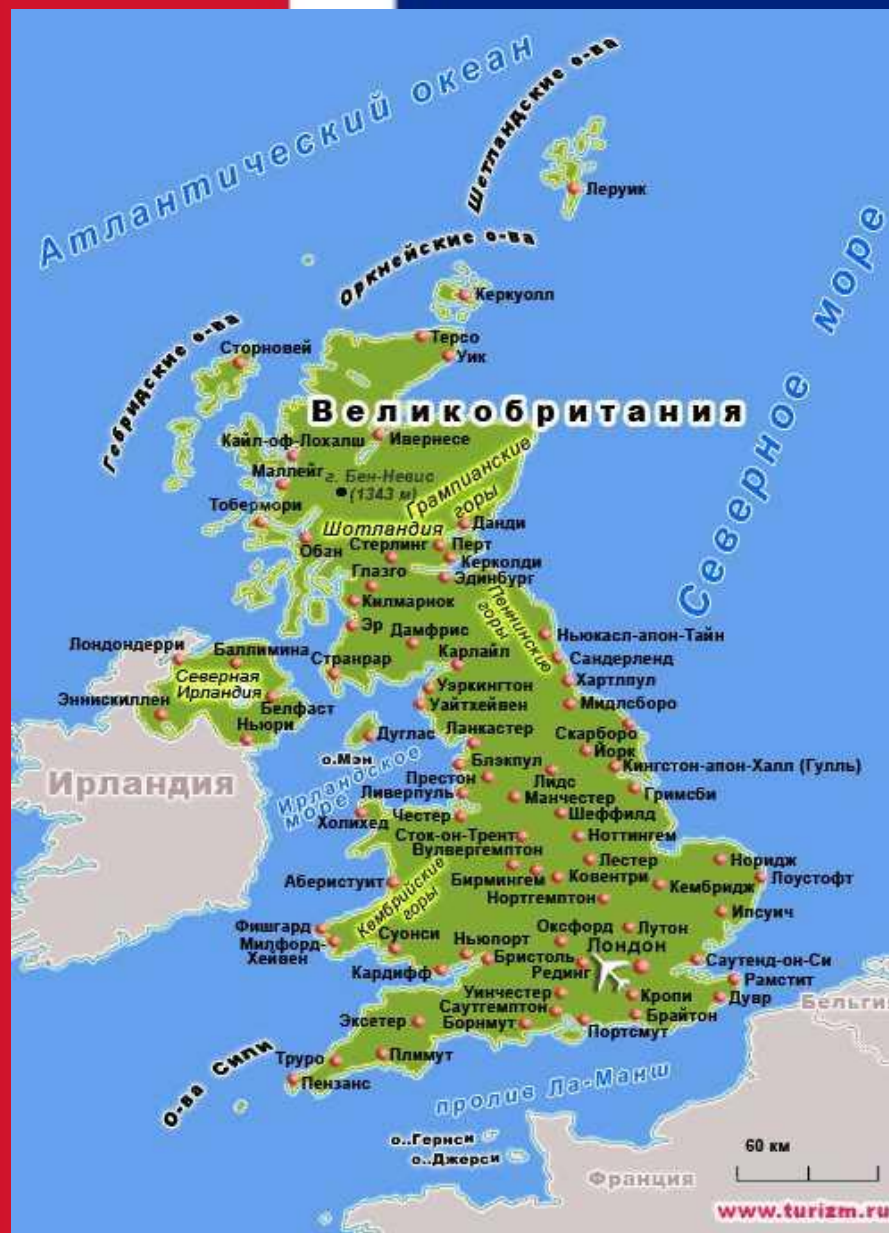 Атлантический океан
Шетландские о-ва
Леруик
Северное море
Оркнейские о-ва
Керкуолл
Гебридские о-ва
Сторновей
Терсо
Уик
Великобритания
Кайл-оф-Лохалш
Ивернесе
Маллейг
г. Бен-Невис
(1343 м)
Грампианские
горы
Тобермори
Шотландия
Данди
Обан
Стерлинг
Перт
Керколди
Глазго
Эдинбург
Килмарнок
Пеннинские
горы
Эр
Дамфрис
Ньюкасл-апон-Тайн
Лондондерри
Баллимина
Странрар
Карлайл
Сандерленд
Северная
Ирландия
Хартлпул
Эннискиллен
Белфаст
Уэркингтон
Уайтхейвен
Мидлсборо
Ньюри
Дуглас
Ланкастер
Скарборо
Йорк
о.Мэн
Блэкпул
Кингстон-апон-Халл (Гулль)
Ирландия
Ирландское
море
Престон
Лидс
Ливерпуль
Манчестер
Гримсби
Холихед
Честер
Шеффилд
Сток-он-Трент
Ноттингем
Вулвергемптон
Лестер
Норидж
Аберистуит
Бирмингем
Ковентри
Кембридж
Лоустофт
Кембрийские
горы
Нортгемптон
Ипсуич
Фишгард
Милфорд-
Хейвен
Суонси
Ньюпорт
Оксфорд
Лутон
Лондон
Кардифф
Бристоль
Рединг
Саутенд-он-Си
Рамстит
Уинчестер
Кропи
Дувр
Бельгия
Эксетер
Саутгемптон
Борнмут
Брайтон
Портсмут
Труро
Плимут
Пензанс
О-ва Сипи
пролив Ла-Манш
о..Гернси
о..Джерси
60 км
Франция
www.turizm.ru